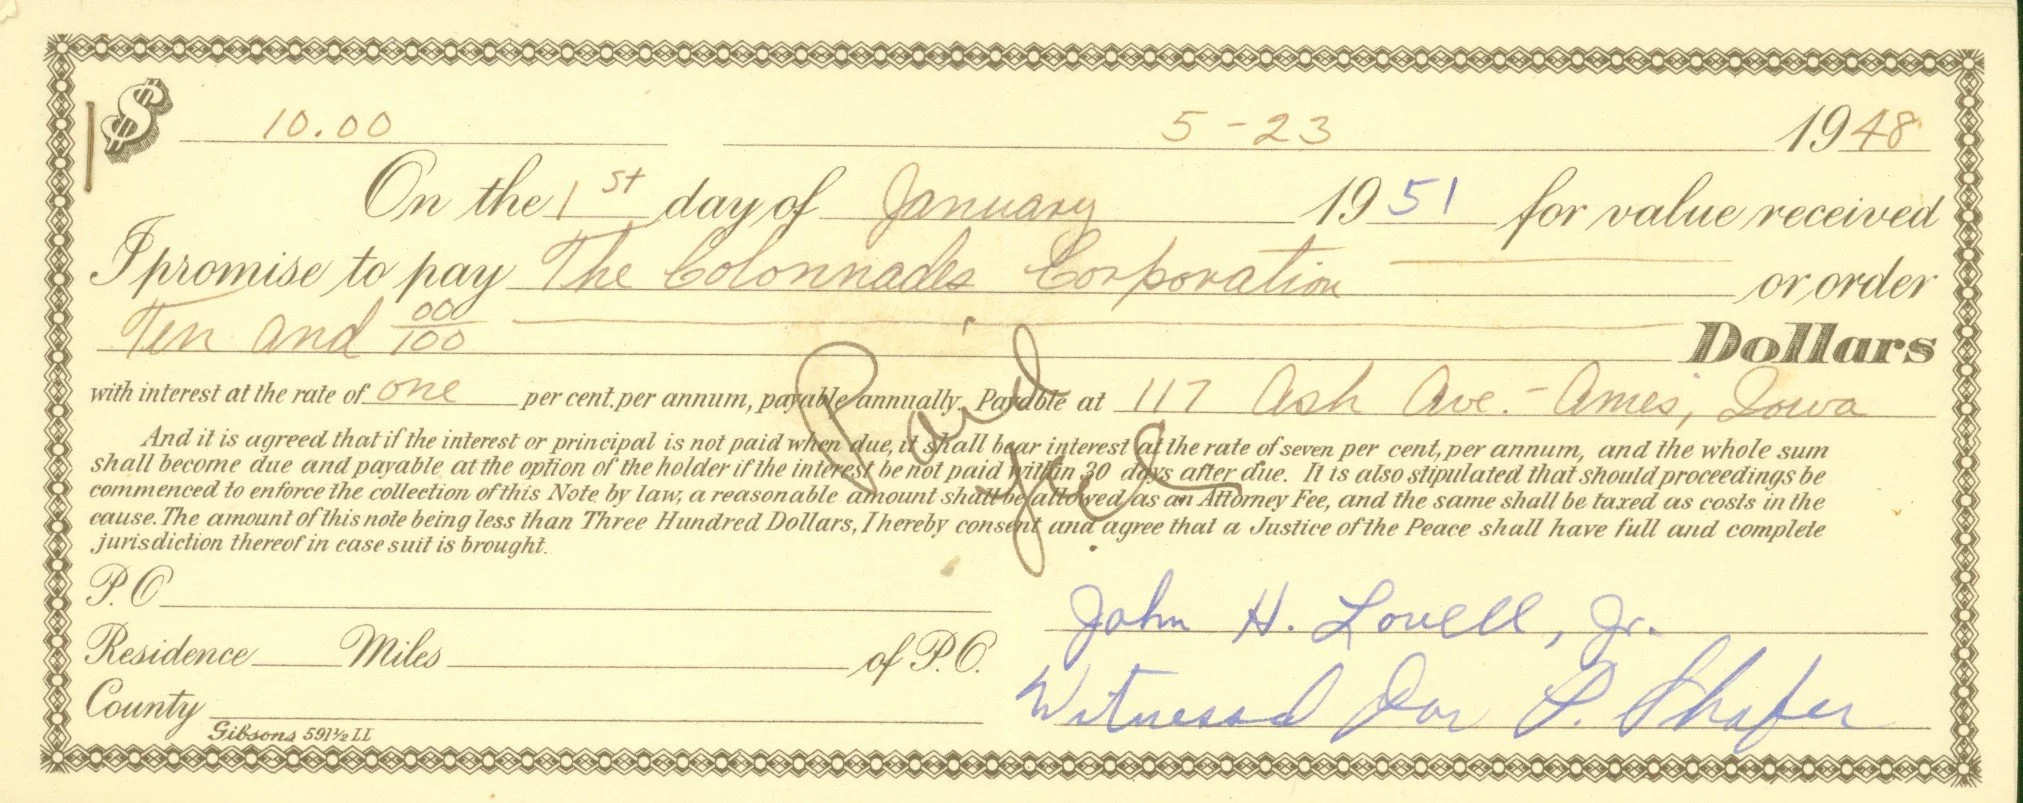 $ 10.00 5-23 1948
On the 1st day of January 1951 for value received
I promise to pay The Colonnades Corporation or order
Ten and 00/100 Dollars
with interest at the rate of one per cent. per annum, payable annually. Payable at 117 Ash Ave. - Ames, Iowa
Paid
And it is agreed that if the interest or principal is not paid when due, it shall bear interest at the rate of seven per cent, per annum, and the whole sum
shall become due and payable at the option of the holder if the interest be not paid within 30 days after due. It is also stipulated that should proceedings be
commenced to enforce the collection of this Note by law, a reasonable amount shall be allowed as an Attorney Fee, and the same shall be taxed as costs in the
cause. The amount of this note being less than Three Hundred Dollars, I hereby consent and agree that a Justice of the Peace shall have full and complete
jurisdiction thereof in case suit is brought.
P.O
Residence Miles of P.O.
County
Gibsons 591½ LL
John H. Lovell, Jr.
Witnessed L. Shafer